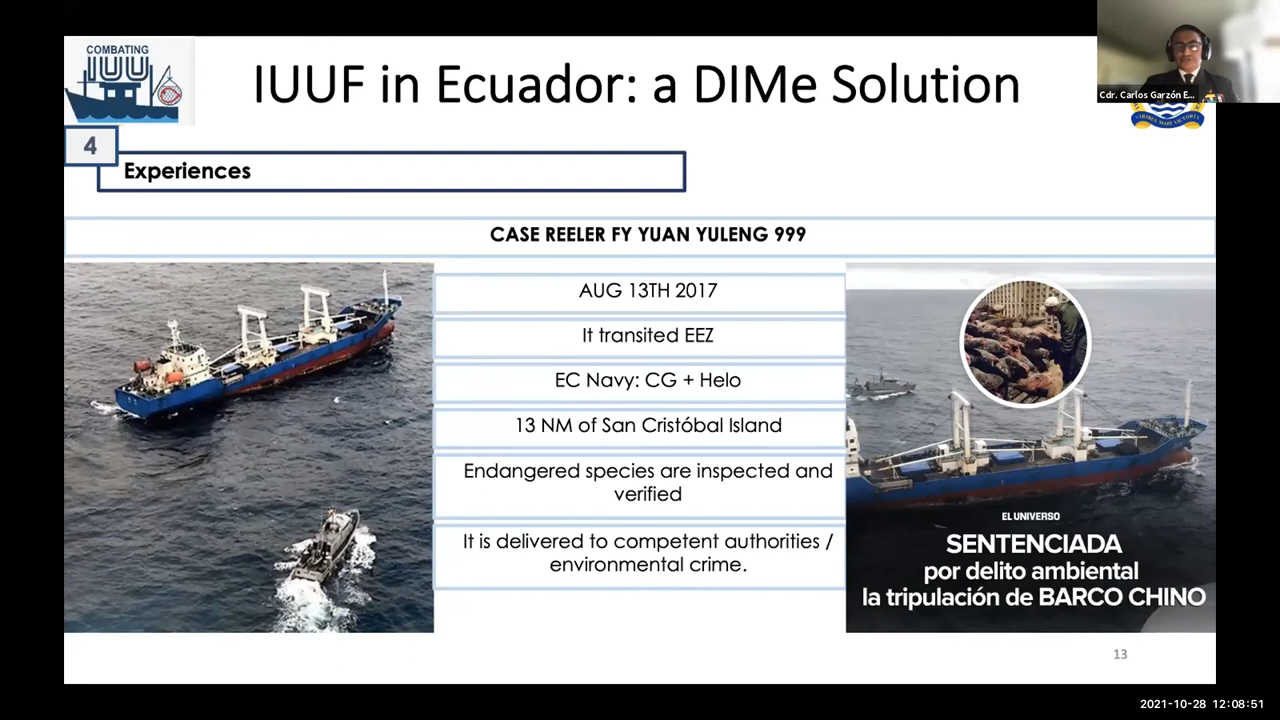 COMBATING
IUU
IUUF in Ecuador: a DIMe Solution
Cdr. Carlos Garzón E...
4
Experiences
CASE REELER FY YUAN YULENG 999
AUG 13TH 2017
It transited EEZ
EC Navy: CG + Helo
13 NM of San Cristóbal Island
Endangered species are inspected and
verified
It is delivered to competent authorities /
environmental crime.
EL UNIVERSO
SENTENCIADA
por delito ambiental
la tripulación de BARCO CHINO
13
2021-10-28 12:08:51